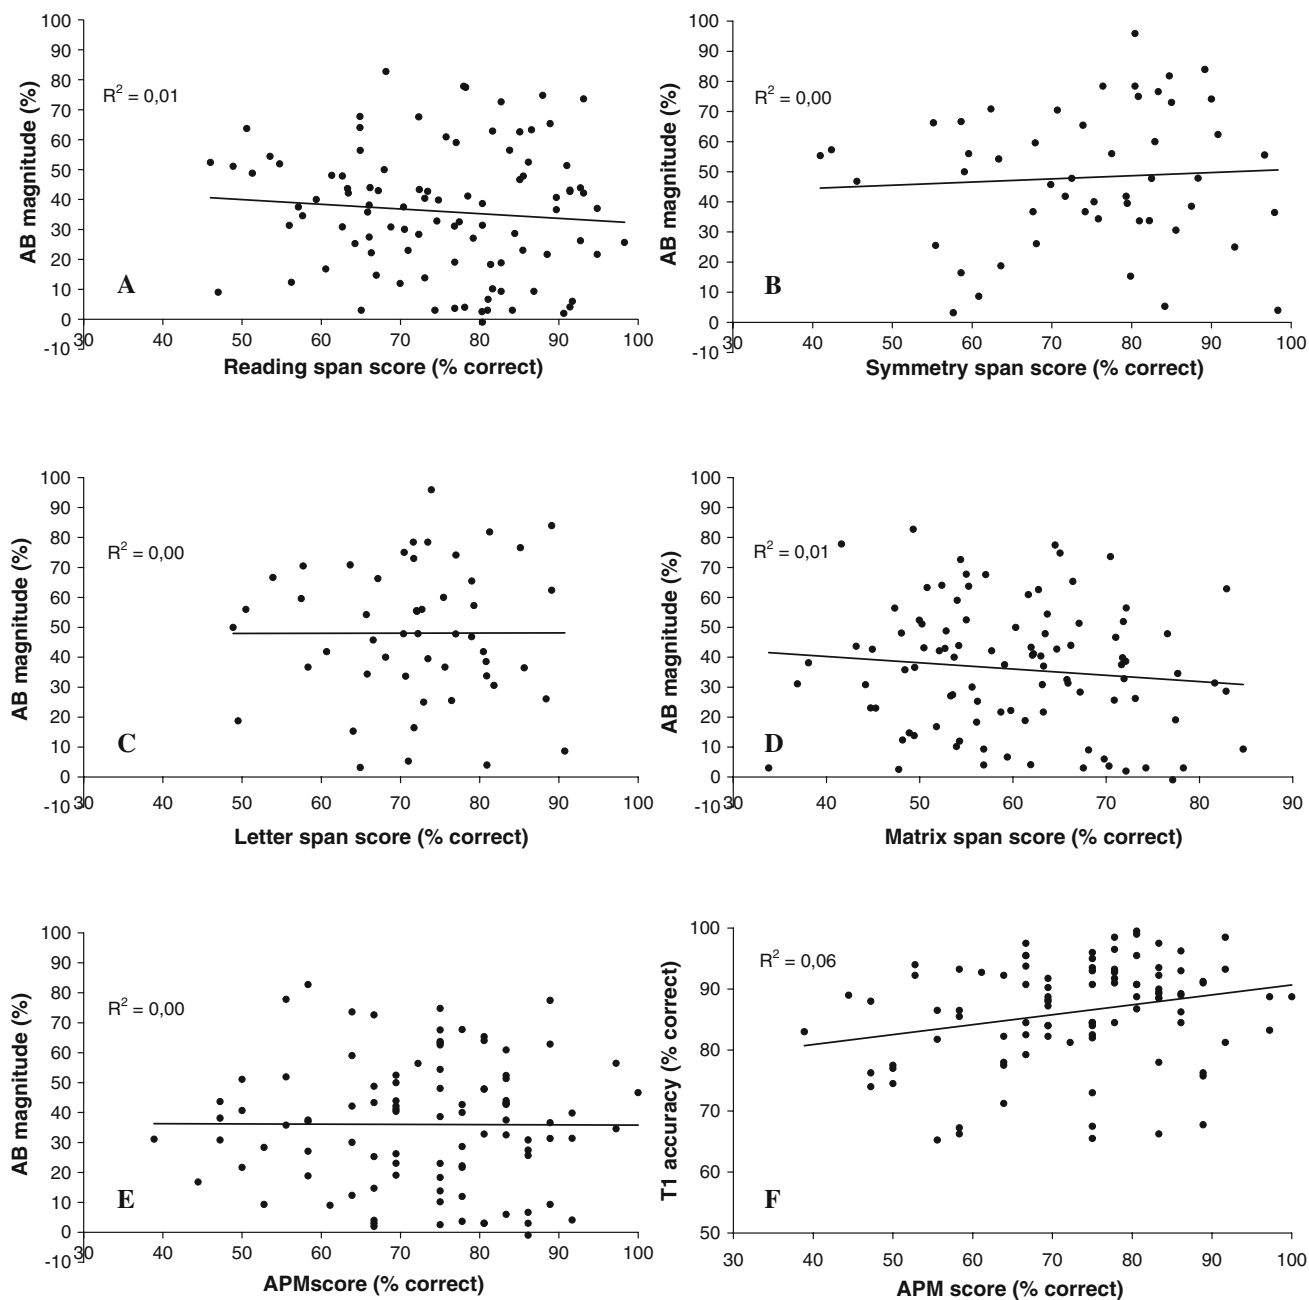 100
90
80
70
60
50
40
30
20
10
0
-10
AB magnitude (%)
R² = 0,01
A
30 40 50 60 70 80 90 100
Reading span score (% correct)
100
90
80
70
60
50
40
30
20
10
0
-10
AB magnitude (%)
R² = 0,00
B
30 40 50 60 70 80 90 100
Symmetry span score (% correct)
100
90
80
70
60
50
40
30
20
10
0
-10
AB magnitude (%)
R² = 0,00
C
30 40 50 60 70 80 90 100
Letter span score (% correct)
100
90
80
70
60
50
40
30
20
10
0
-10
AB magnitude (%)
R² = 0,01
D
30 40 50 60 70 80 90
Matrix span score (% correct)
100
90
80
70
60
50
40
30
20
10
0
-10
AB magnitude (%)
R² = 0,00
E
30 40 50 60 70 80 90 100
APMscore (% correct)
100
90
80
70
60
50
T1 accuracy (% correct)
R² = 0,06
F
30 40 50 60 70 80 90 100
APM score (% correct)